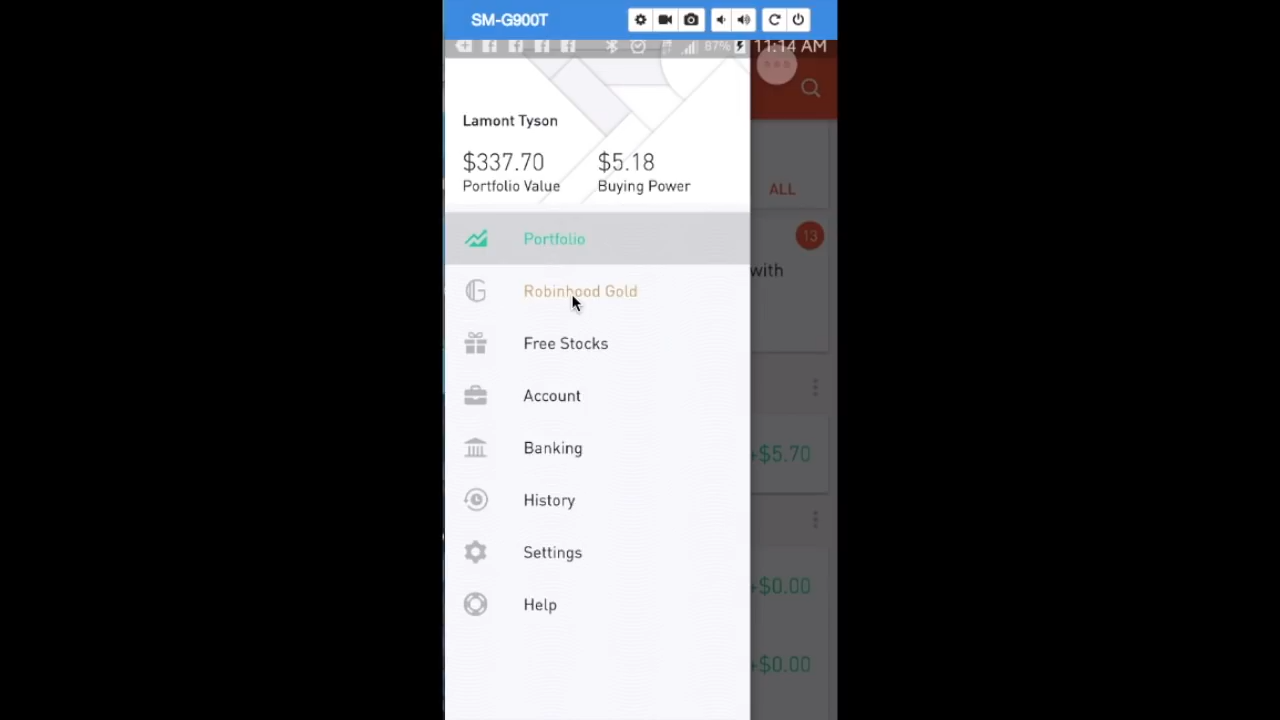 SM-G900T
87% 11:14 AM
Lamont Tyson
$337.70 $5.18
Portfolio Value Buying Power
ALL
Portfolio
13
with
Robinhood Gold
Free Stocks
Account
Banking
+$5.70
History
Settings
+$0.00
Help
+$0.00